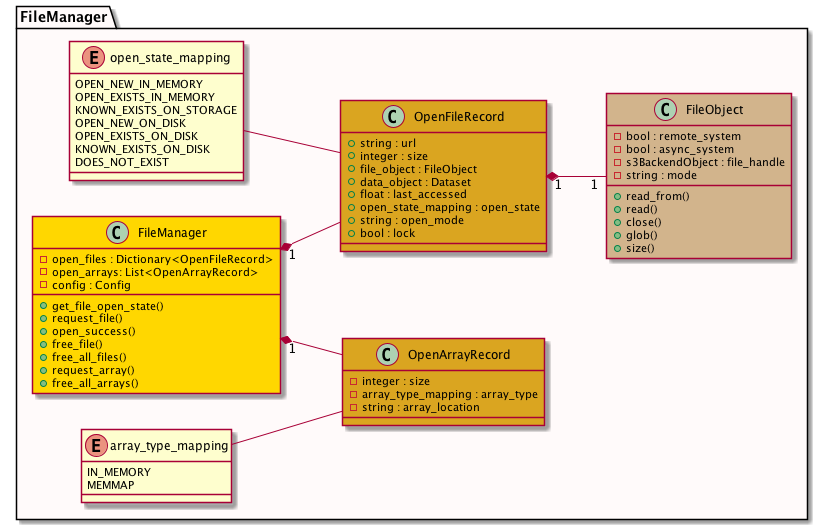 FileManager
E open_state_mapping
OPEN_NEW_IN_MEMORY
OPEN_EXISTS_IN_MEMORY
KNOWN_EXISTS_ON_STORAGE
OPEN_NEW_ON_DISK
OPEN_EXISTS_ON_DISK
KNOWN_EXISTS_ON_DISK
DOES_NOT_EXIST
C OpenFileRecord
string : url
integer : size
file_object : FileObject
data_object : Dataset
float : last_accessed
open_state_mapping : open_state
string : open_mode
bool : lock
1 1
C FileObject
bool : remote_system
bool : async_system
s3BackendObject : file_handle
string : mode
read_from()
read()
close()
glob()
size()
C FileManager
open_files : Dictionary<OpenFileRecord>
open_arrays: List<OpenArrayRecord>
config : Config
get_file_open_state()
request_file()
open_success()
free_file()
free_all_files()
request_array()
free_all_arrays()
1
1
C OpenArrayRecord
integer : size
array_type_mapping : array_type
string : array_location
E array_type_mapping
IN_MEMORY
MEMMAP